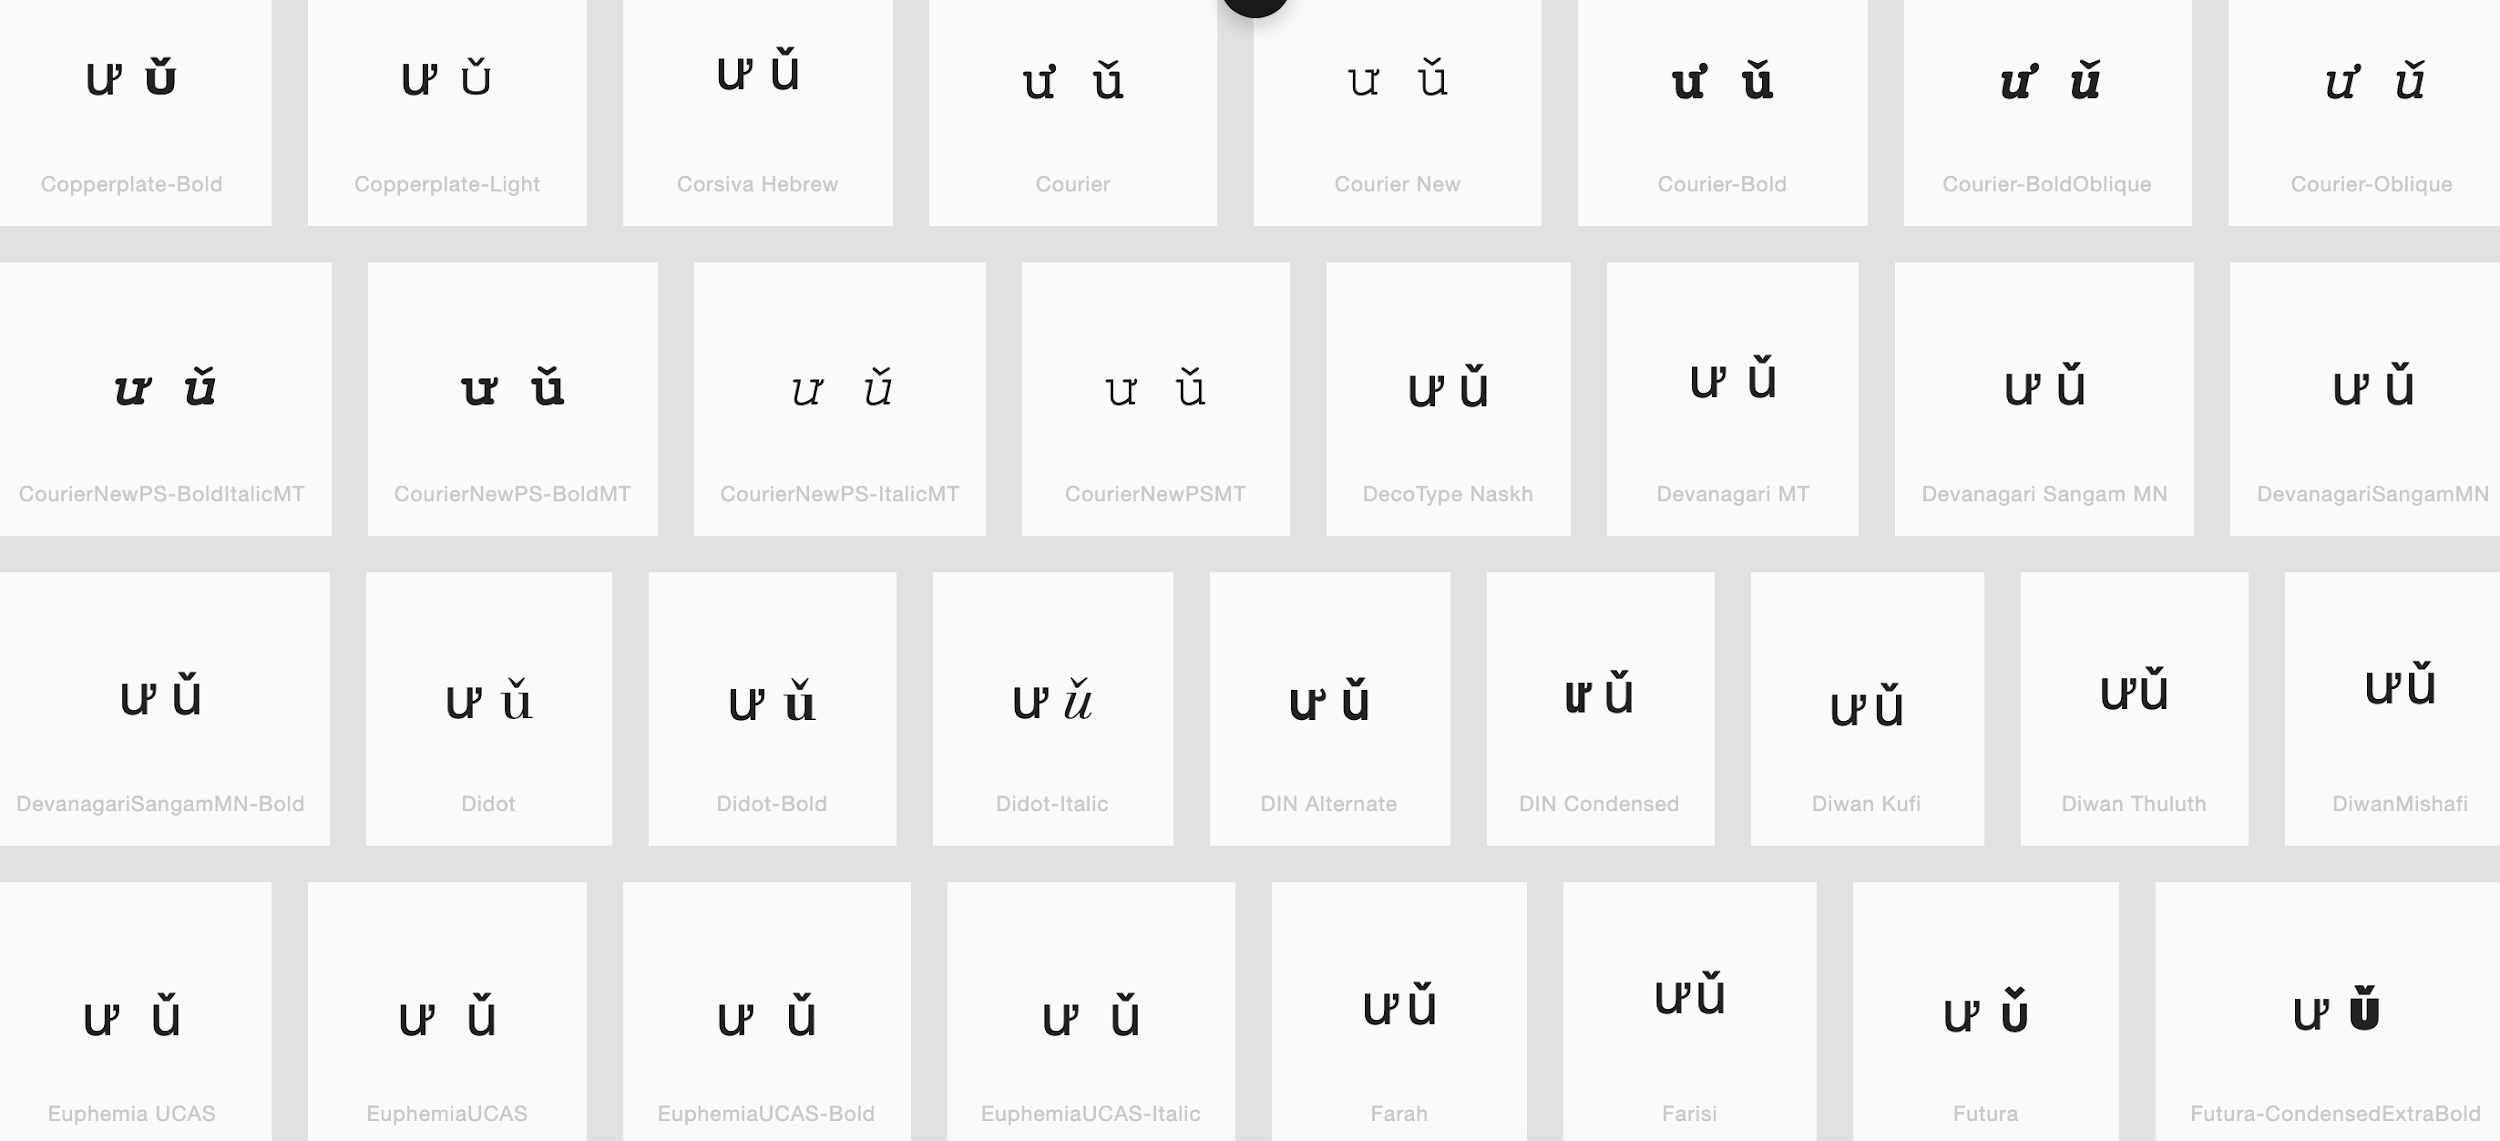 ư ǔ ư ǔ ư ǔ ư ǔ ư ǔ ư ǔ ư ǔ ư ǔ
Copperplate-Bold Copperplate-Light Corsiva Hebrew Courier Courier New Courier-Bold Courier-BoldOblique Courier-Oblique
ư ǔ ư ǔ ư ǔ ư ǔ ư ǔ ư ǔ ư ǔ ư ǔ
CourierNewPS-BoldItalicMT CourierNewPS-BoldMT CourierNewPS-ItalicMT CourierNewPSMT DecoType Naskh Devanagari MT Devanagari Sangam MN DevanagariSangamMN
ư ǔ ư ǔ ư ǔ ư ǔ ư ǔ ư ǔ ư ǔ ư ǔ ư ǔ
DevanagariSangamMN-Bold Didot Didot-Bold Didot-Italic DIN Alternate DIN Condensed Diwan Kufi Diwan Thuluth DiwanMishafi
ư ǔ ư ǔ ư ǔ ư ǔ ư ǔ ư ǔ ư ǔ ư ǔ
Euphemia UCAS EuphemiaUCAS EuphemiaUCAS-Bold EuphemiaUCAS-Italic Farah Farisi Futura Futura-CondensedExtraBold